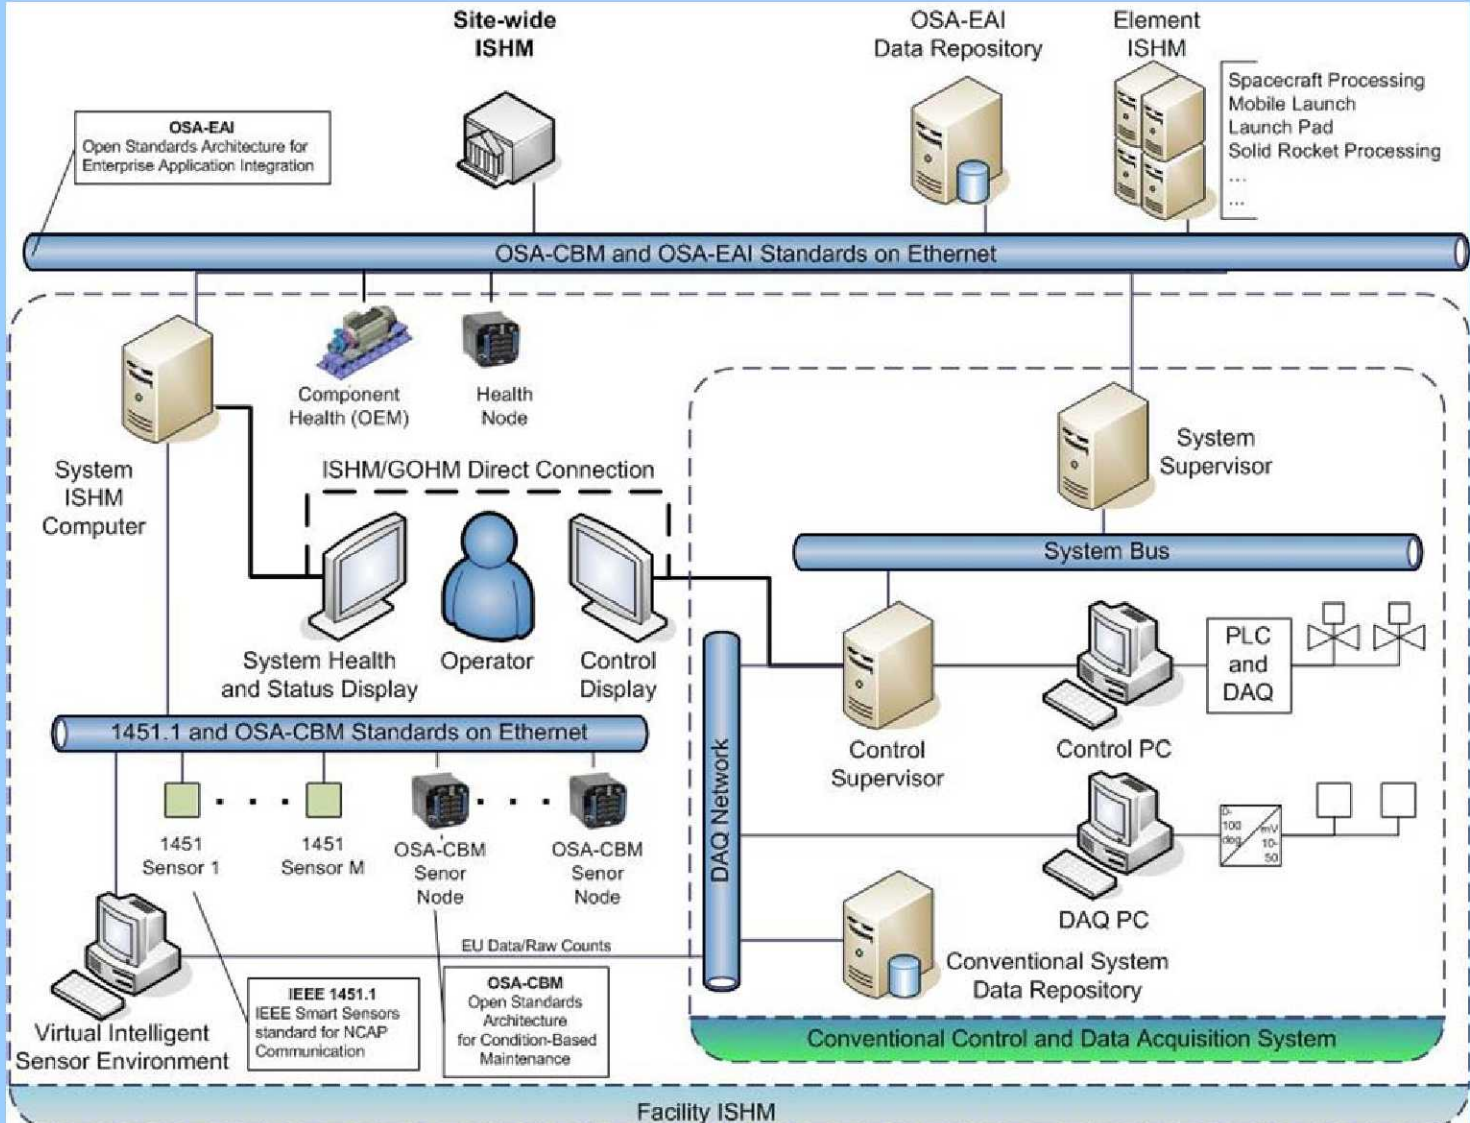 Site-wide
ISHM
OSA-EAI
Data Repository
Element
ISHM
Spacecraft Processing
Mobile Launch
Launch Pad
Solid Rocket Processing
...
...
OSA-EAI
Open Standards Architecture for
Enterprise Application Integration
OSA-CBM and OSA-EAI Standards on Ethernet
Component
Health (OEM)
Health
Node
System
ISHM
Computer
System
Supervisor
ISHM/GOHM Direct Connection
System Bus
System Health
and Status Display
Operator
Control
Display
PLC
and
DAQ
1451.1 and OSA-CBM Standards on Ethernet
DAQ Network
Control
Supervisor
Control PC
1451
Sensor 1
1451
Sensor M
OSA-CBM
Senor
Node
OSA-CBM
Senor
Node
0-
100
deg
mV
10-
50
DAQ PC
EU Data/Raw Counts
Conventional System
Data Repository
IEEE 1451.1
IEEE Smart Sensors
standard for NCAP
Communication
OSA-CBM
Open Standards
Architecture
for Condition-Based
Maintenance
Virtual Intelligent
Sensor Environment
Conventional Control and Data Acquisition System
Facility ISHM